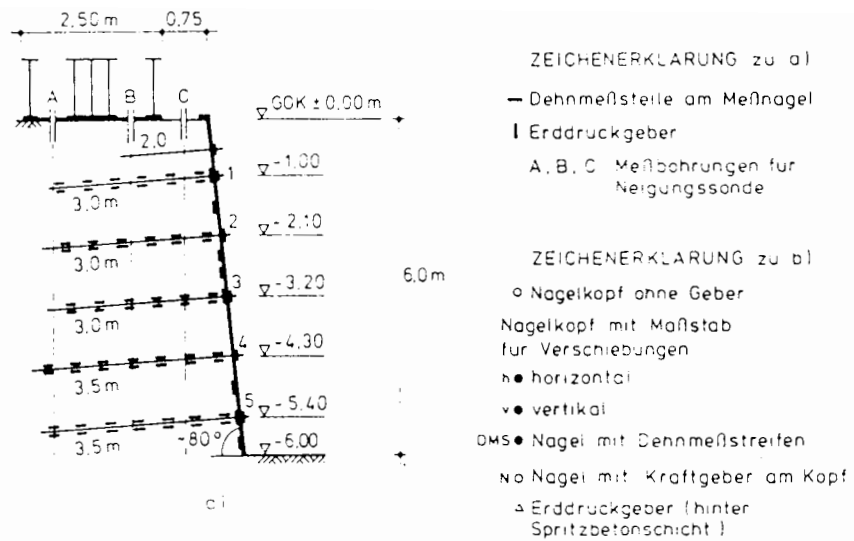 2,50 m 0,75
A B C
GOK ± 0,00 m
2,0
1
-1,00
3,0 m
2
-2,10
3,0 m
3
-3,20
3,0 m
4
-4,30
3,5 m
5
-5,40
~80°
-6,00
3,5 m
6,0 m
ZEICHENERKLARUNG zu a)
Dehnmeßstelle am Meßnagel
Erddruckgeber
A, B, C Meßbohrungen fur
Neigungssonde
ZEICHENERKLARUNG zu b)
Nagelkopf ohne Geber
Nagelkopf mit Maßstab
fur Verschiebungen
h horizontal
v vertikal
DMS Nagel mit Dehnmeßstreifen
N Nagel mit Kraftgeber am Kopf
Erddruckgeber (hinter
Spritzbetonschicht)